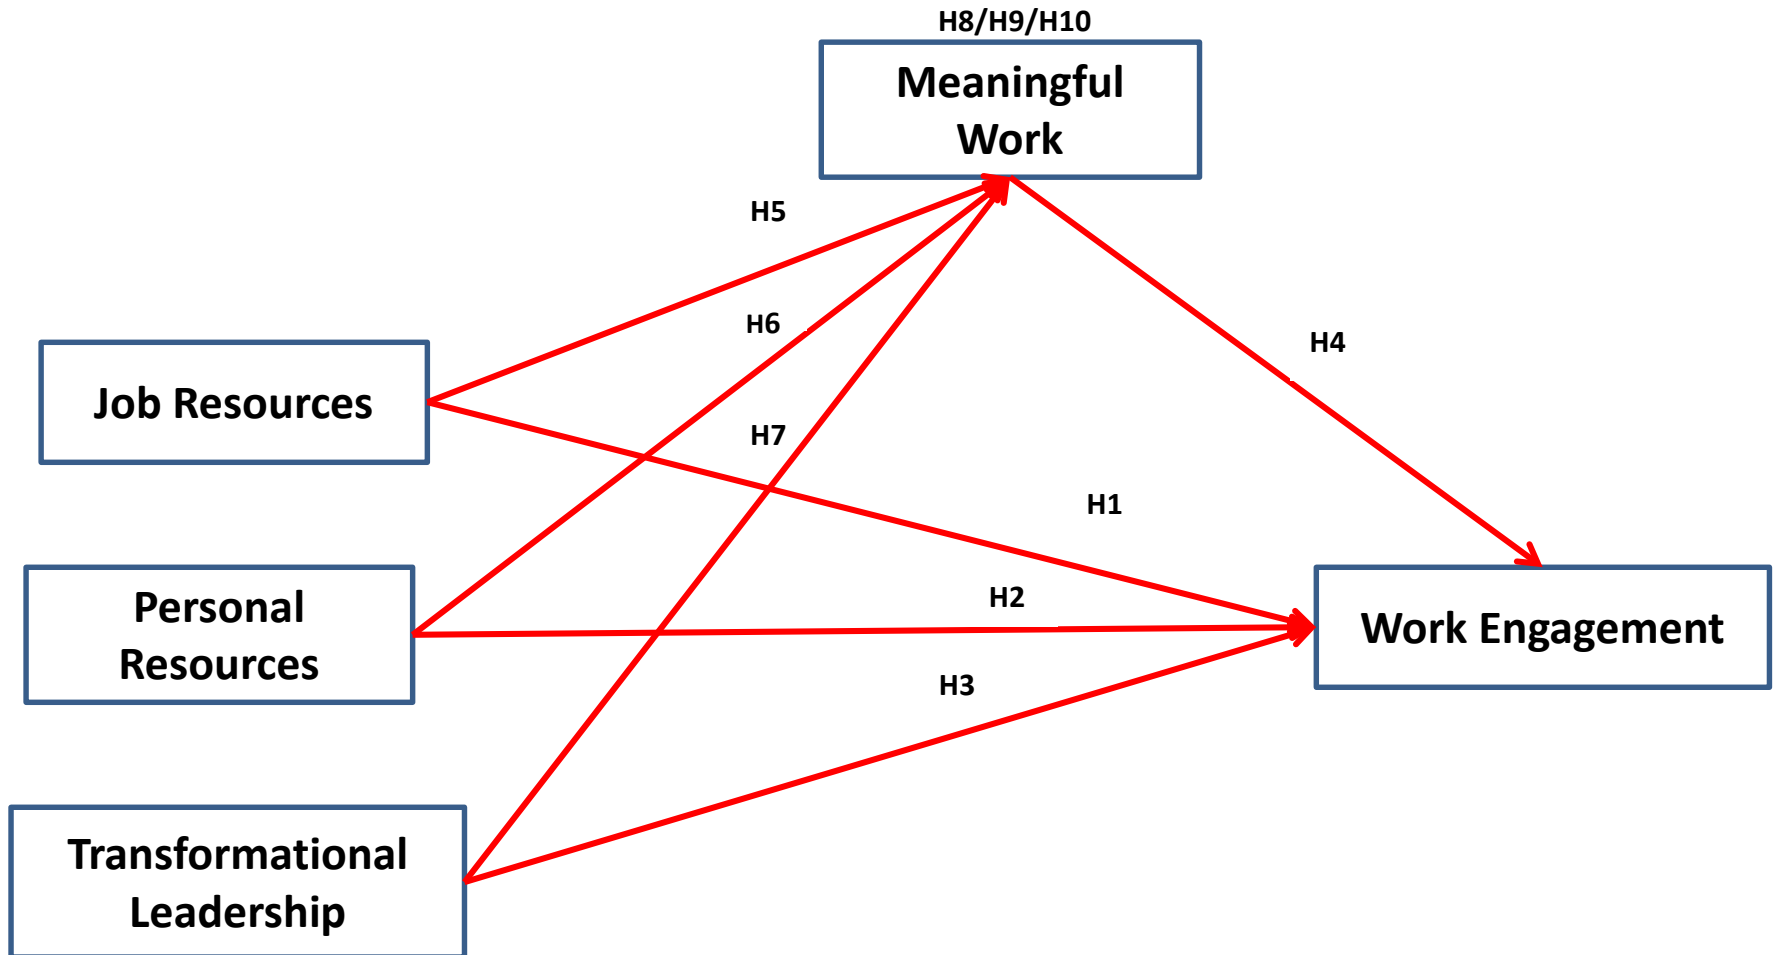 H8/H9/H10
Meaningful
Work
H5
H6
H4
Job Resources
H7
H1
Personal
Resources
H2
Work Engagement
H3
Transformational
Leadership